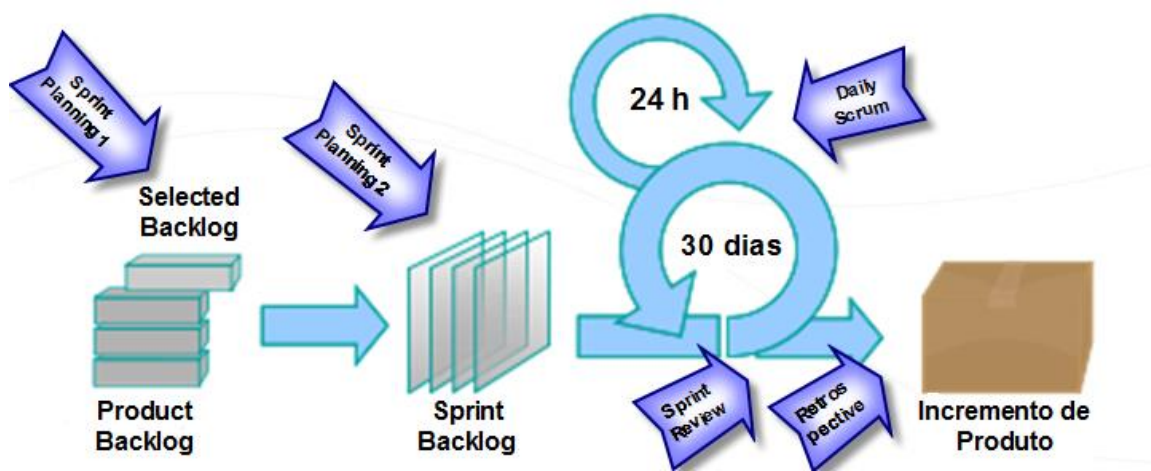 Sprint
Planning 1
Sprint
Planning 2
24 h
Daily
Scrum
Selected
Backlog
30 dias
Product
Backlog
Sprint
Backlog
Sprint
Review
Retros
pective
Incremento de
Produto